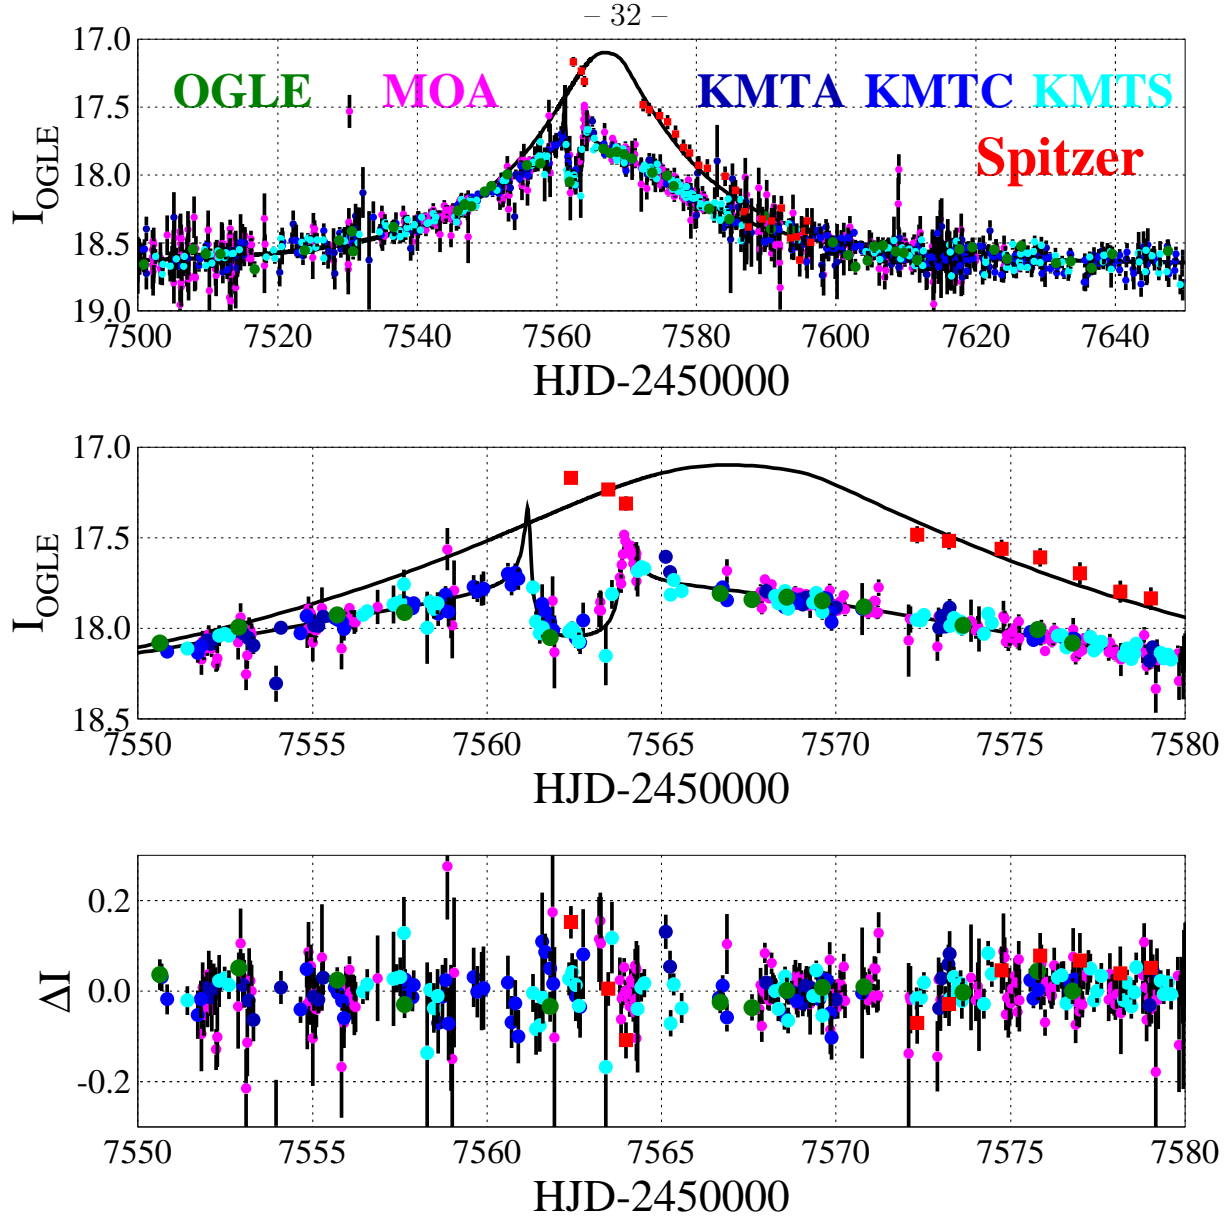 – 32 –
17.0
OGLE MOA KMTA KMTC KMTS
17.5
Spitzer
18.0
18.5
19.0
I_OGLE
7500 7520 7540 7560 7580 7600 7620 7640
HJD-2450000
17.0
17.5
18.0
18.5
I_OGLE
7550 7555 7560 7565 7570 7575 7580
HJD-2450000
0.2
0.0
-0.2
ΔI
7550 7555 7560 7565 7570 7575 7580
HJD-2450000